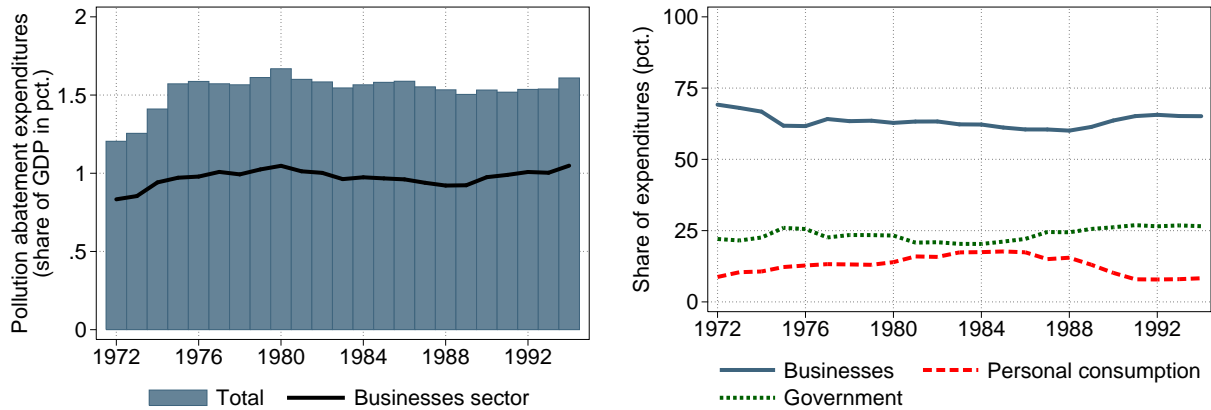 Pollution abatement expenditures
(share of GDP in pct.)
2
1.5
1
.5
0
1972 1976 1980 1984 1988 1992
Total Businesses sector
Share of expenditures (pct.)
100
75
50
25
0
1972 1976 1980 1984 1988 1992
Businesses Personal consumption
Government